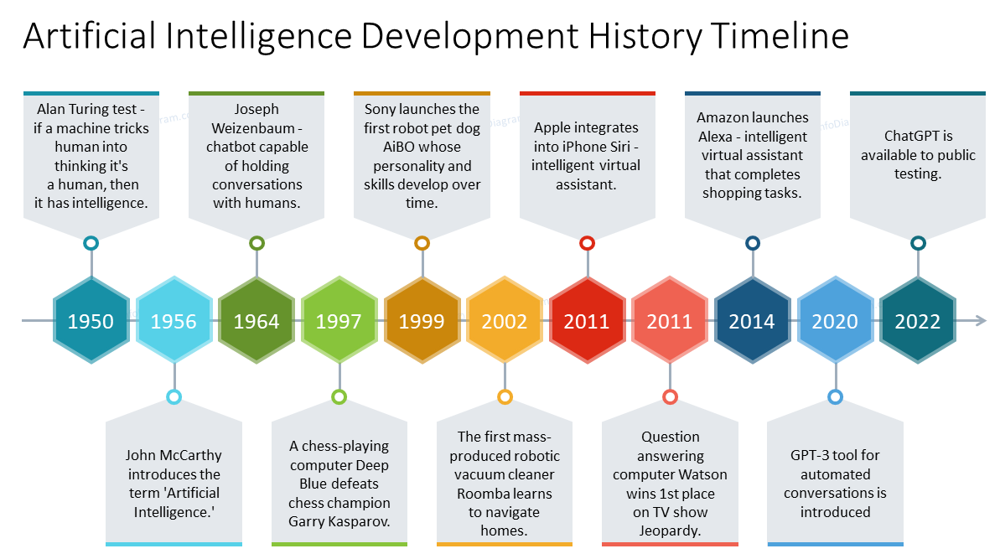 Artificial Intelligence Development History Timeline
Alan Turing test -
if a machine tricks
human into
thinking it's
a human, then
it has intelligence.
Joseph
Weizenbaum -
chatbot capable
of holding
conversations
with humans.
Sony launches the
first robot pet dog
AiBO whose
personality and
skills develop over
time.
Apple integrates
into iPhone Siri -
intelligent virtual
assistant.
Amazon launches
Alexa - intelligent
virtual assistant
that completes
shopping tasks.
ChatGPT is
available to public
testing.
1950
1956
1964
1997
1999
2002
2011
2011
2014
2020
2022
John McCarthy
introduces the
term 'Artificial
Intelligence.'
A chess-playing
computer Deep
Blue defeats
chess champion
Garry Kasparov.
The first mass-
produced robotic
vacuum cleaner
Roomba learns
to navigate
homes.
Question
answering
computer Watson
wins 1st place
on TV show
Jeopardy.
GPT-3 tool for
automated
conversations is
introduced